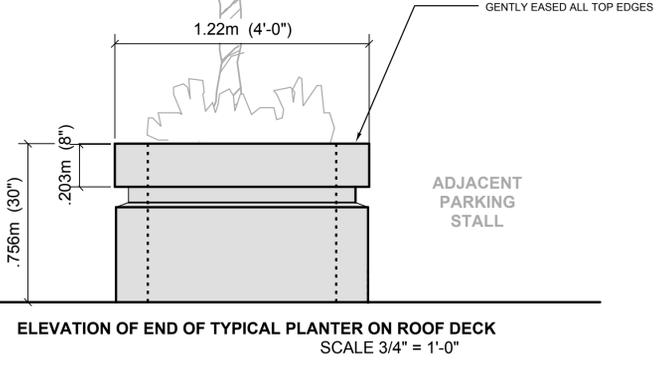 GENTLY EASED ALL TOP EDGES
1.22m (4'-0")
.203m (8")
.756m (30")
ADJACENT
PARKING
STALL
ELEVATION OF END OF TYPICAL PLANTER ON ROOF DECK
SCALE 3/4" = 1'-0"